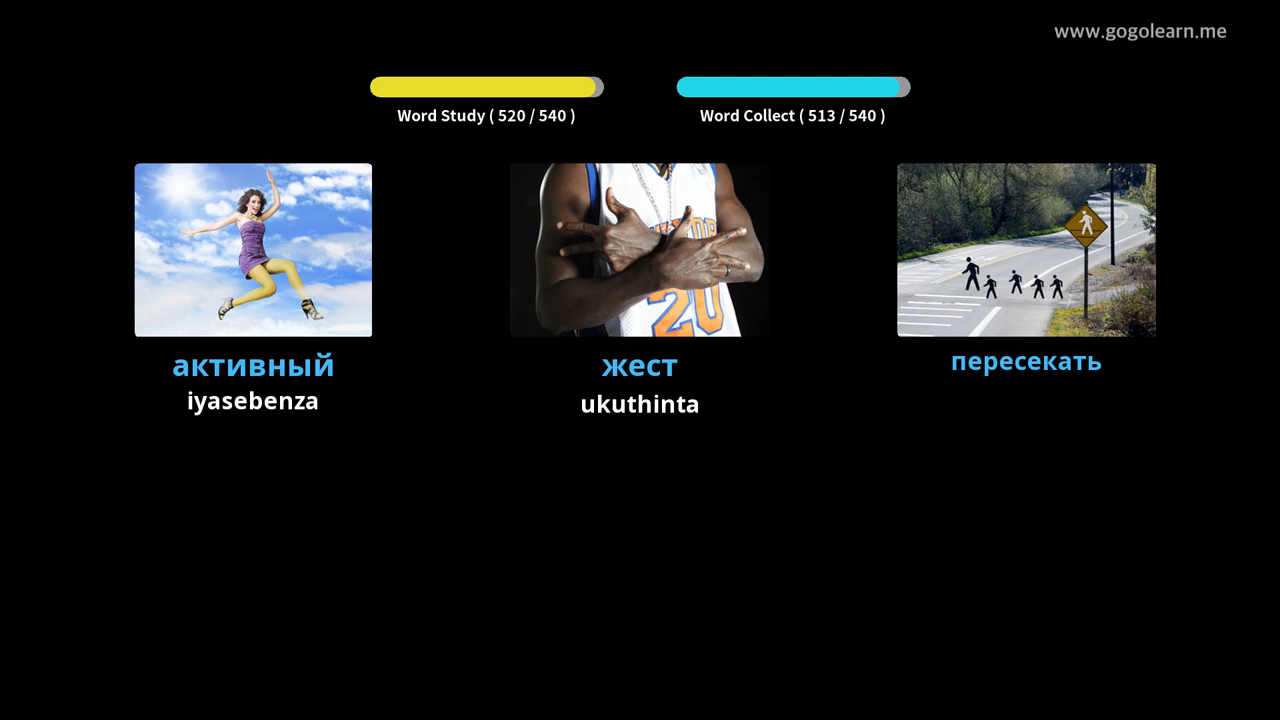 www.gogolearn.me
Word Study ( 520 / 540 )
Word Collect ( 513 / 540 )
20
активный
iyasebenza
жест
ukuthinta
пересекать